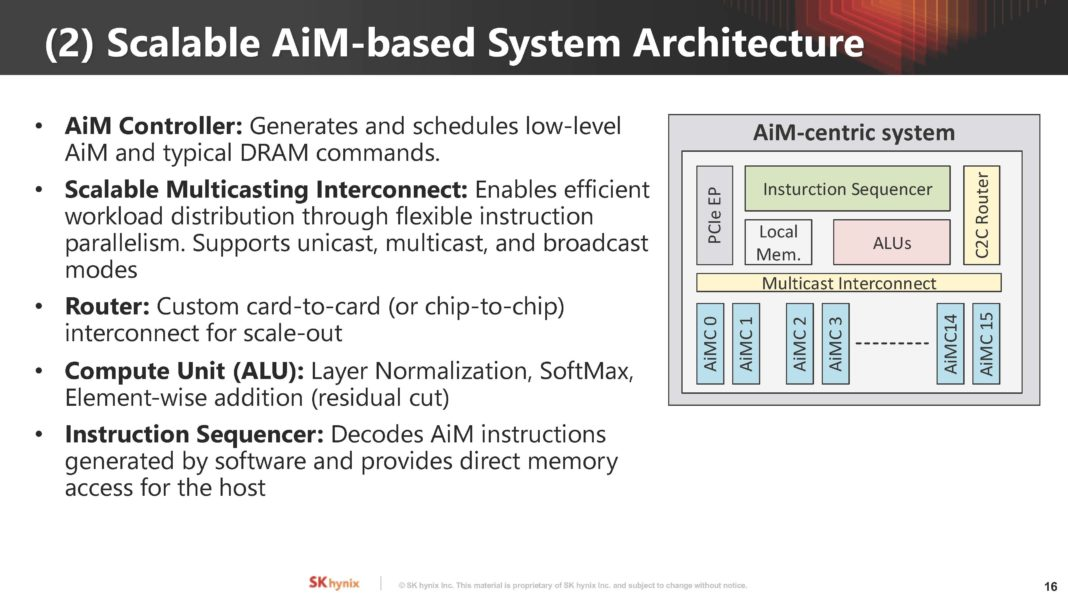 (2) Scalable AiM-based System Architecture
• AiM Controller: Generates and schedules low-level
AiM and typical DRAM commands.
• Scalable Multicasting Interconnect: Enables efficient
workload distribution through flexible instruction
parallelism. Supports unicast, multicast, and broadcast
modes
• Router: Custom card-to-card (or chip-to-chip)
interconnect for scale-out
• Compute Unit (ALU): Layer Normalization, SoftMax,
Element-wise addition (residual cut)
• Instruction Sequencer: Decodes AiM instructions
generated by software and provides direct memory
access for the host
AiM-centric system
PCIe EP
Insturction Sequencer
Local
Mem.
ALUs
C2C Router
Multicast Interconnect
AiMC 0
AiMC 1
AiMC 2
AiMC 3
AiMC14
AiMC 15
SK hynix
© SK hynix Inc. This material is proprietary of SK hynix Inc. and subject to change without notice.
16